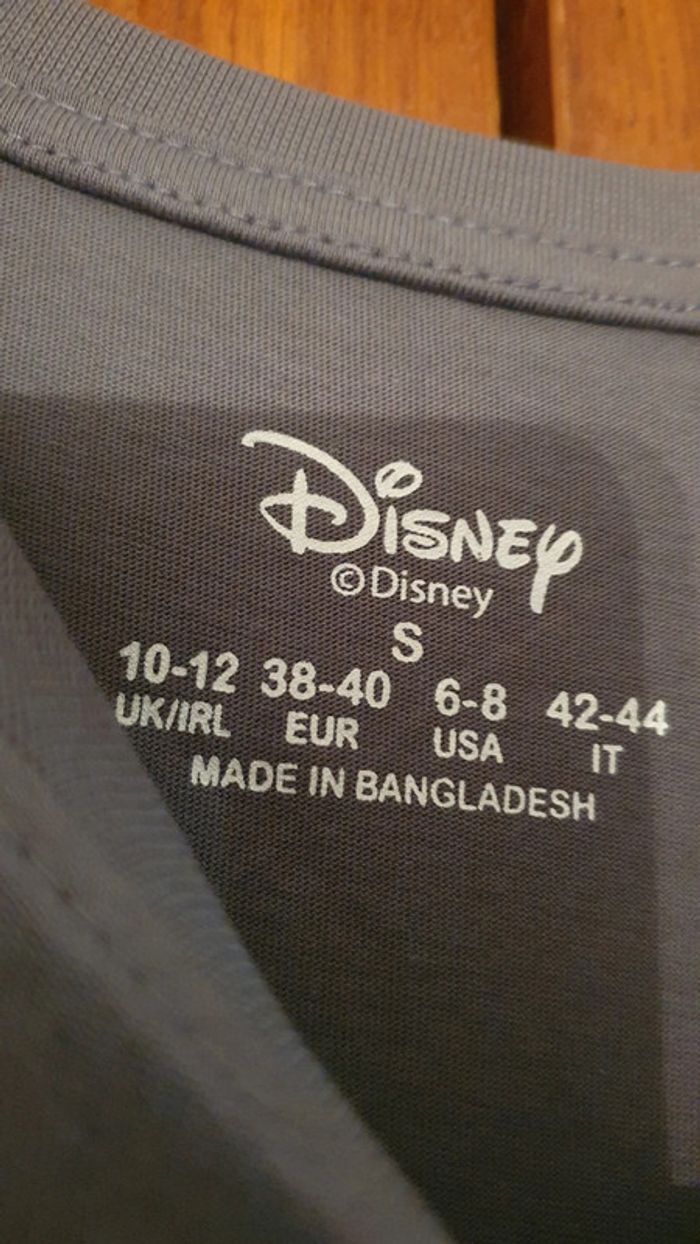 Disney
©Disney
S
10-12 38-40 6-8 42-44
UK/IRL EUR USA IT
MADE IN BANGLADESH